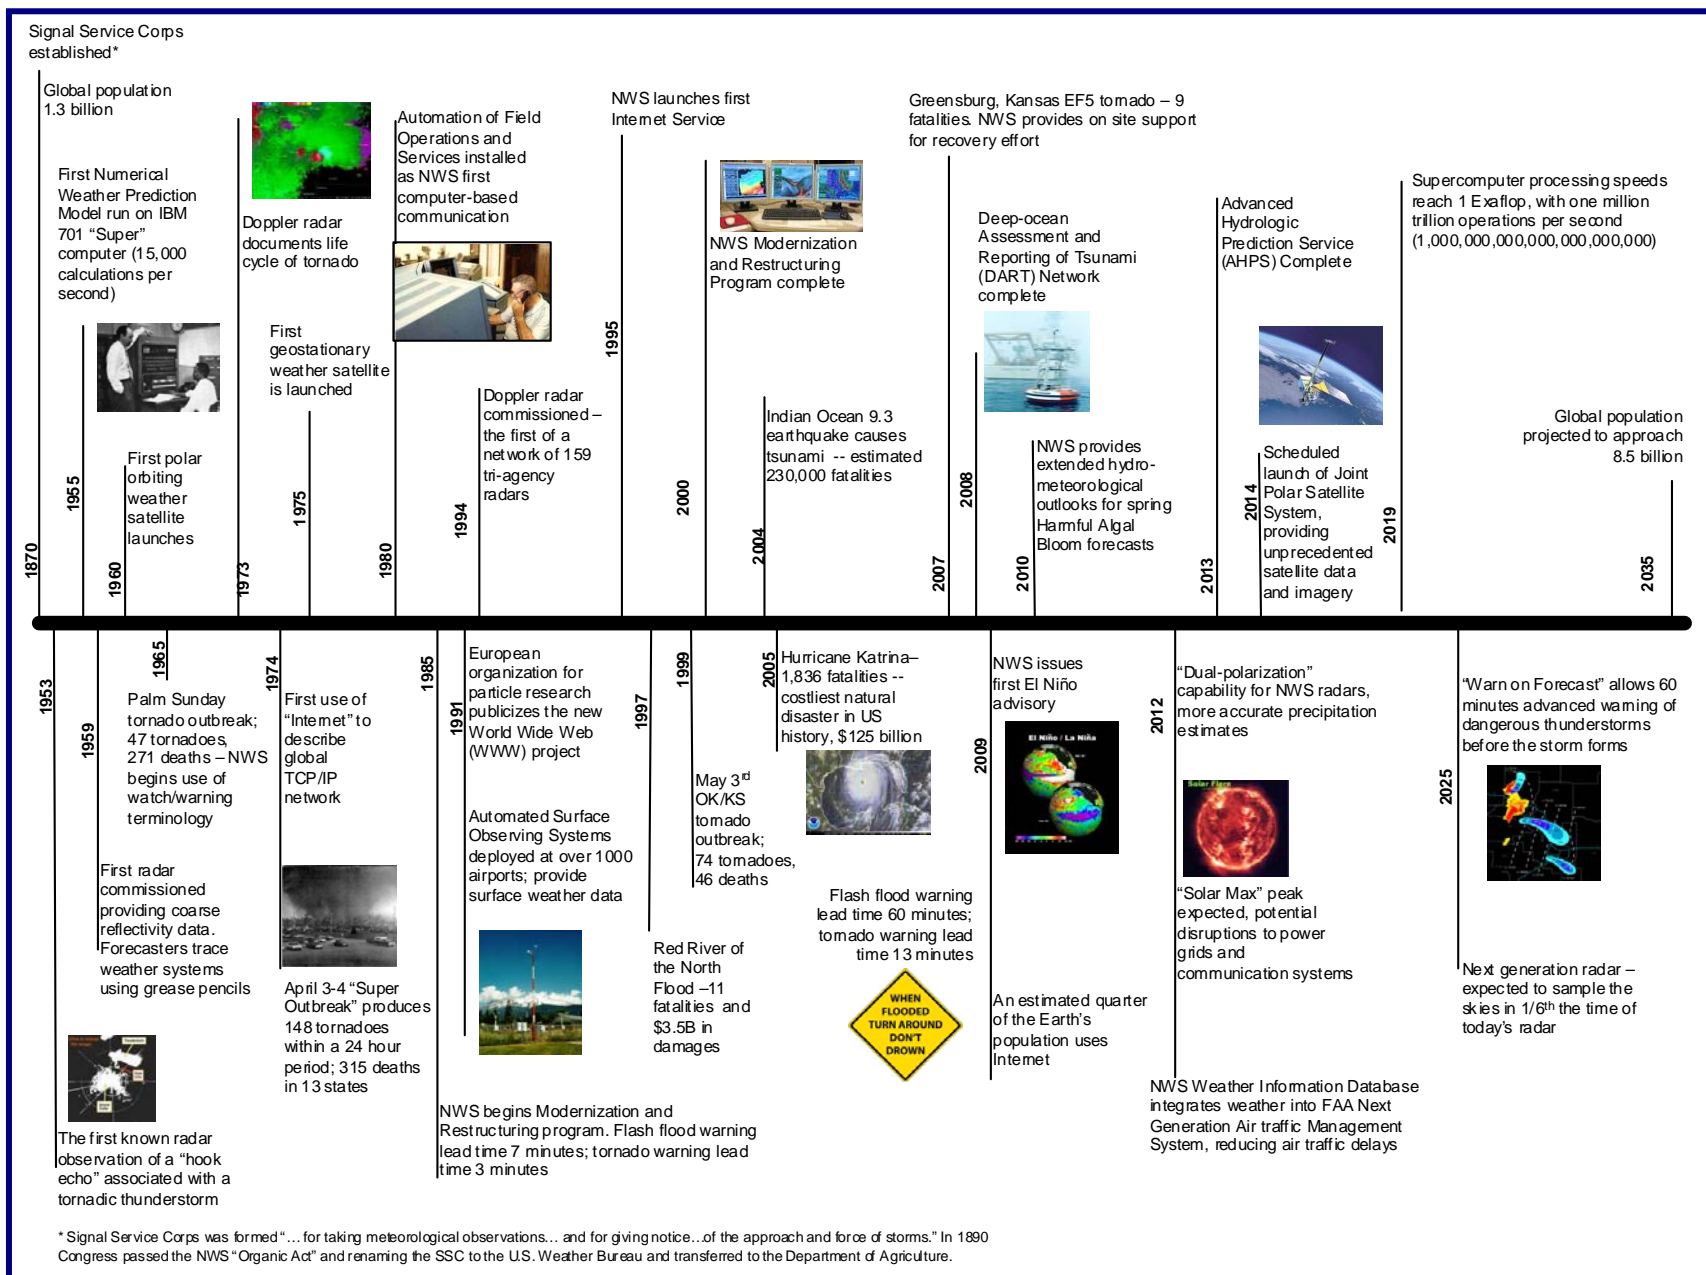 Signal Service Corps
established*
Global population
1.3 billion
First Numerical
Weather Prediction
Model run on IBM
701 “Super”
computer (15,000
calculations per
second)
Doppler radar
documents life
cycle of tornado
Automation of Field
Operations and
Services installed
as NWS first
computer-based
communication
NWS launches first
Internet Service
NWS Modernization
and Restructuring
Program complete
Greensburg, Kansas EF5 tornado – 9
fatalities. NWS provides on site support
for recovery effort
Deep-ocean
Assessment and
Reporting of Tsunami
(DART) Network
complete
Advanced
Hydrologic
Prediction Service
(AHPS) Complete
Supercomputer processing speeds
reach 1 Exaflop, with one million
trillion operations per second
(1,000,000,000,000,000,000,000)
First polar
orbiting
weather
satellite
launches
First
geostationary
weather satellite
is launched
Doppler radar
commissioned –
the first of a
network of 159
tri-agency
radars
Indian Ocean 9.3
earthquake causes
tsunami -- estimated
230,000 fatalities
NWS provides
extended hydro-
meteorological
outlooks for spring
Harmful Algal
Bloom forecasts
Scheduled
launch of Joint
Polar Satellite
System,
providing
unprecedented
satellite data
and imagery
Global population
projected to approach
8.5 billion
1870
1955
1960
1973
1975
1980
1994
1995
2000
2004
2007
2008
2010
2013
2014
2019
2035
1953
1959
1965
1974
1985
1991
1997
1999
2005
2009
2012
2025
Palm Sunday
tornado outbreak;
47 tornadoes,
271 deaths – NWS
begins use of
watch/warning
terminology
First use of
“Internet” to
describe
global
TCP/IP
network
European
organization for
particle research
publicizes the new
World Wide Web
(WWW) project
Automated Surface
Observing Systems
deployed at over 1000
airports; provide
surface weather data
May 3rd
OK/KS
tornado
outbreak;
74 tornadoes,
46 deaths
Hurricane Katrina–
1,836 fatalities --
costliest natural
disaster in US
history, $125 billion
NWS issues
first El Niño
advisory
El Niño / La Niña
“Dual-polarization”
capability for NWS radars,
more accurate precipitation
estimates
Solar Flare
“Warn on Forecast” allows 60
minutes advanced warning of
dangerous thunderstorms
before the storm forms
First radar
commissioned
providing coarse
reflectivity data.
Forecasters trace
weather systems
using grease pencils
April 3-4 “Super
Outbreak” produces
148 tornadoes
within a 24 hour
period; 315 deaths
in 13 states
Red River of
the North
Flood –11
fatalities and
$3.5B in
damages
Flash flood warning
lead time 60 minutes;
tornado warning lead
time 13 minutes
WHEN
FLOODED
TURN AROUND
DON'T
DROWN
An estimated quarter
of the Earth’s
population uses
Internet
“Solar Max” peak
expected, potential
disruptions to power
grids and
communication systems
Next generation radar –
expected to sample the
skies in 1/6th the time of
today’s radar
The first known radar
observation of a “hook
echo” associated with a
tornadic thunderstorm
NWS begins Modernization and
Restructuring program. Flash flood warning
lead time 7 minutes; tornado warning lead
time 3 minutes
NWS Weather Information Database
integrates weather into FAA Next
Generation Air traffic Management
System, reducing air traffic delays
* Signal Service Corps was formed “… for taking meteorological observations… and for giving notice…of the approach and force of storms.” In 1890
Congress passed the NWS “Organic Act” and renaming the SSC to the U.S. Weather Bureau and transferred to the Department of Agriculture.